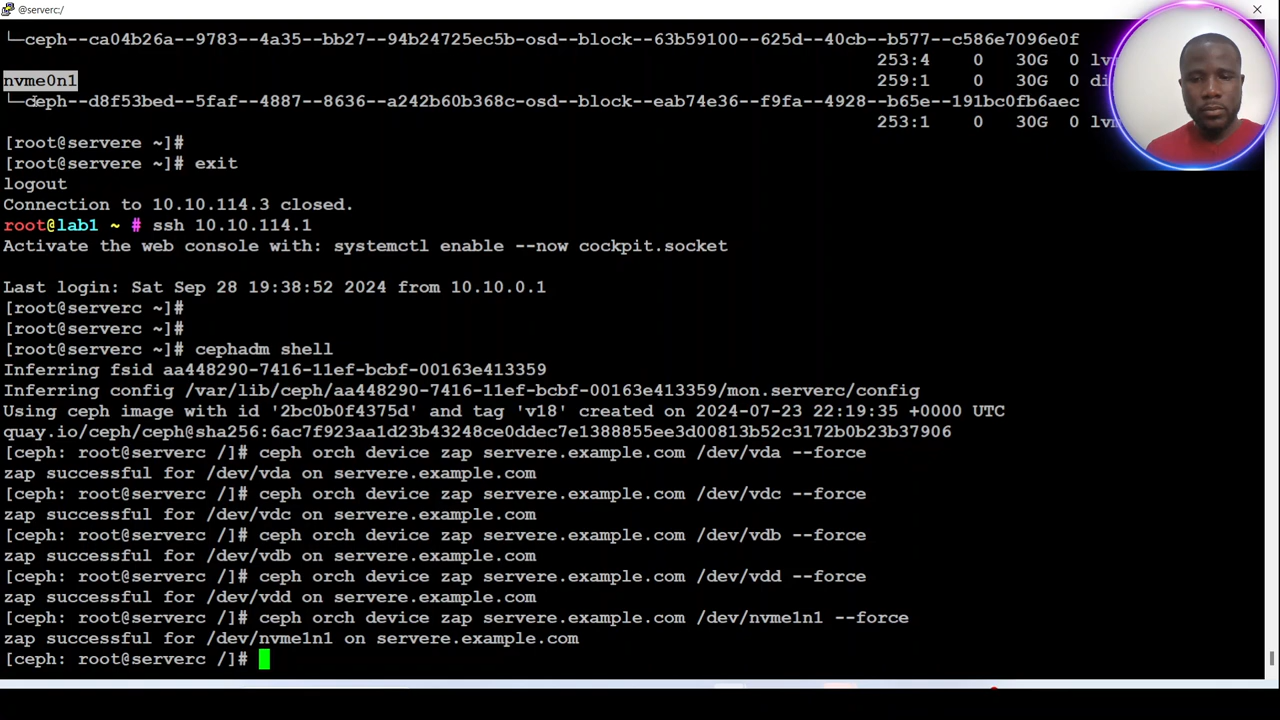 @serverc:/
└─ceph--ca04b26a--9783--4a35--bb27--94b24725ec5b-osd--block--63b59100--625d--40cb--b577--c586e7096e0f
253:4 0 30G 0 lv
nvme0n1 259:1 0 30G 0 di
└─ceph--d8f53bed--5faf--4887--8636--a242b60b368c-osd--block--eab74e36--f9fa--4928--b65e--191bc0fb6aec
253:1 0 30G 0 lvm
[root@servere ~]#
[root@servere ~]# exit
logout
Connection to 10.10.114.3 closed.
root@lab1 ~ # ssh 10.10.114.1
Activate the web console with: systemctl enable --now cockpit.socket
Last login: Sat Sep 28 19:38:52 2024 from 10.10.0.1
[root@serverc ~]#
[root@serverc ~]#
[root@serverc ~]# cephadm shell
Inferring fsid aa448290-7416-11ef-bcbf-00163e413359
Inferring config /var/lib/ceph/aa448290-7416-11ef-bcbf-00163e413359/mon.serverc/config
Using ceph image with id '2bc0b0f4375d' and tag 'v18' created on 2024-07-23 22:19:35 +0000 UTC
quay.io/ceph/ceph@sha256:6ac7f923aa1d23b43248ce0ddec7e1388855ee3d00813b52c3172b0b23b37906
[ceph: root@serverc /]# ceph orch device zap servere.example.com /dev/vda --force
zap successful for /dev/vda on servere.example.com
[ceph: root@serverc /]# ceph orch device zap servere.example.com /dev/vdc --force
zap successful for /dev/vdc on servere.example.com
[ceph: root@serverc /]# ceph orch device zap servere.example.com /dev/vdb --force
zap successful for /dev/vdb on servere.example.com
[ceph: root@serverc /]# ceph orch device zap servere.example.com /dev/vdd --force
zap successful for /dev/vdd on servere.example.com
[ceph: root@serverc /]# ceph orch device zap servere.example.com /dev/nvme1n1 --force
zap successful for /dev/nvme1n1 on servere.example.com
[ceph: root@serverc /]#